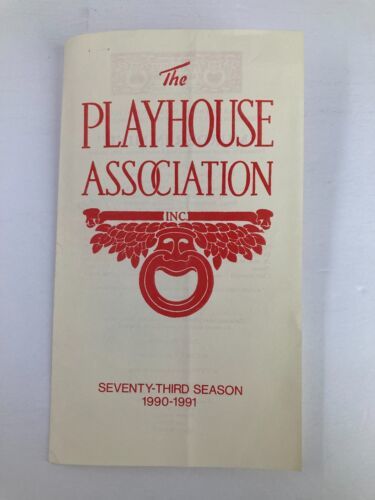 The
PLAYHOUSE
ASSOCIATION
INC.
SEVENTY-THIRD SEASON
1990-1991